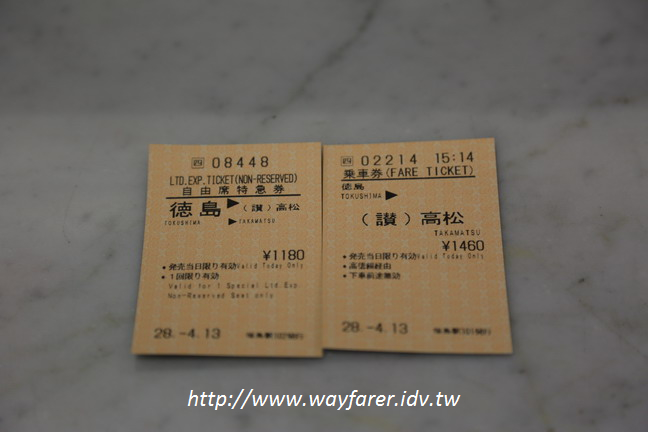 四 08448
LTD.EXP.TICKET(NON-RESERVED)
自由席特急券
徳島 ▶ (讃)高松
TOKUSHIMA ▶ TAKAMATSU
¥1180
・発売当日限り有効Valid Today Only
・1回限り有効
Valid for 1 Special Ltd.Exp
Non-Reserved Seat only
28.-4.13
四 02214 15:14
乗車券(FARE TICKET)
徳島
TOKUSHIMA ▶
(讃)高松
TAKAMATSU
¥1460
・発売当日限り有効Valid Today Only
・高徳線経由
・下車前途無効
28.-4.13
http://www.wayfarer.idv.tw